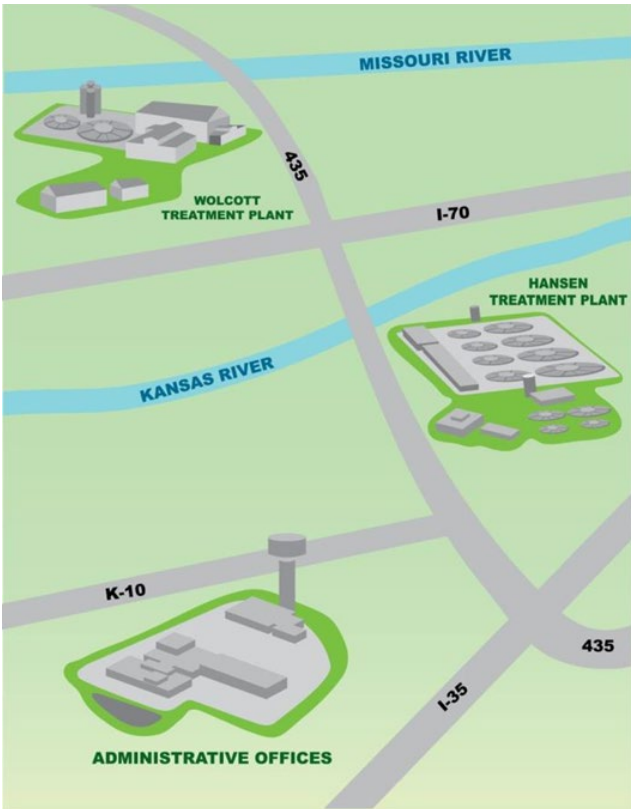 MISSOURI RIVER
435
WOLCOTT
TREATMENT PLANT
I-70
HANSEN
TREATMENT PLANT
KANSAS RIVER
K-10
435
I-35
ADMINISTRATIVE OFFICES